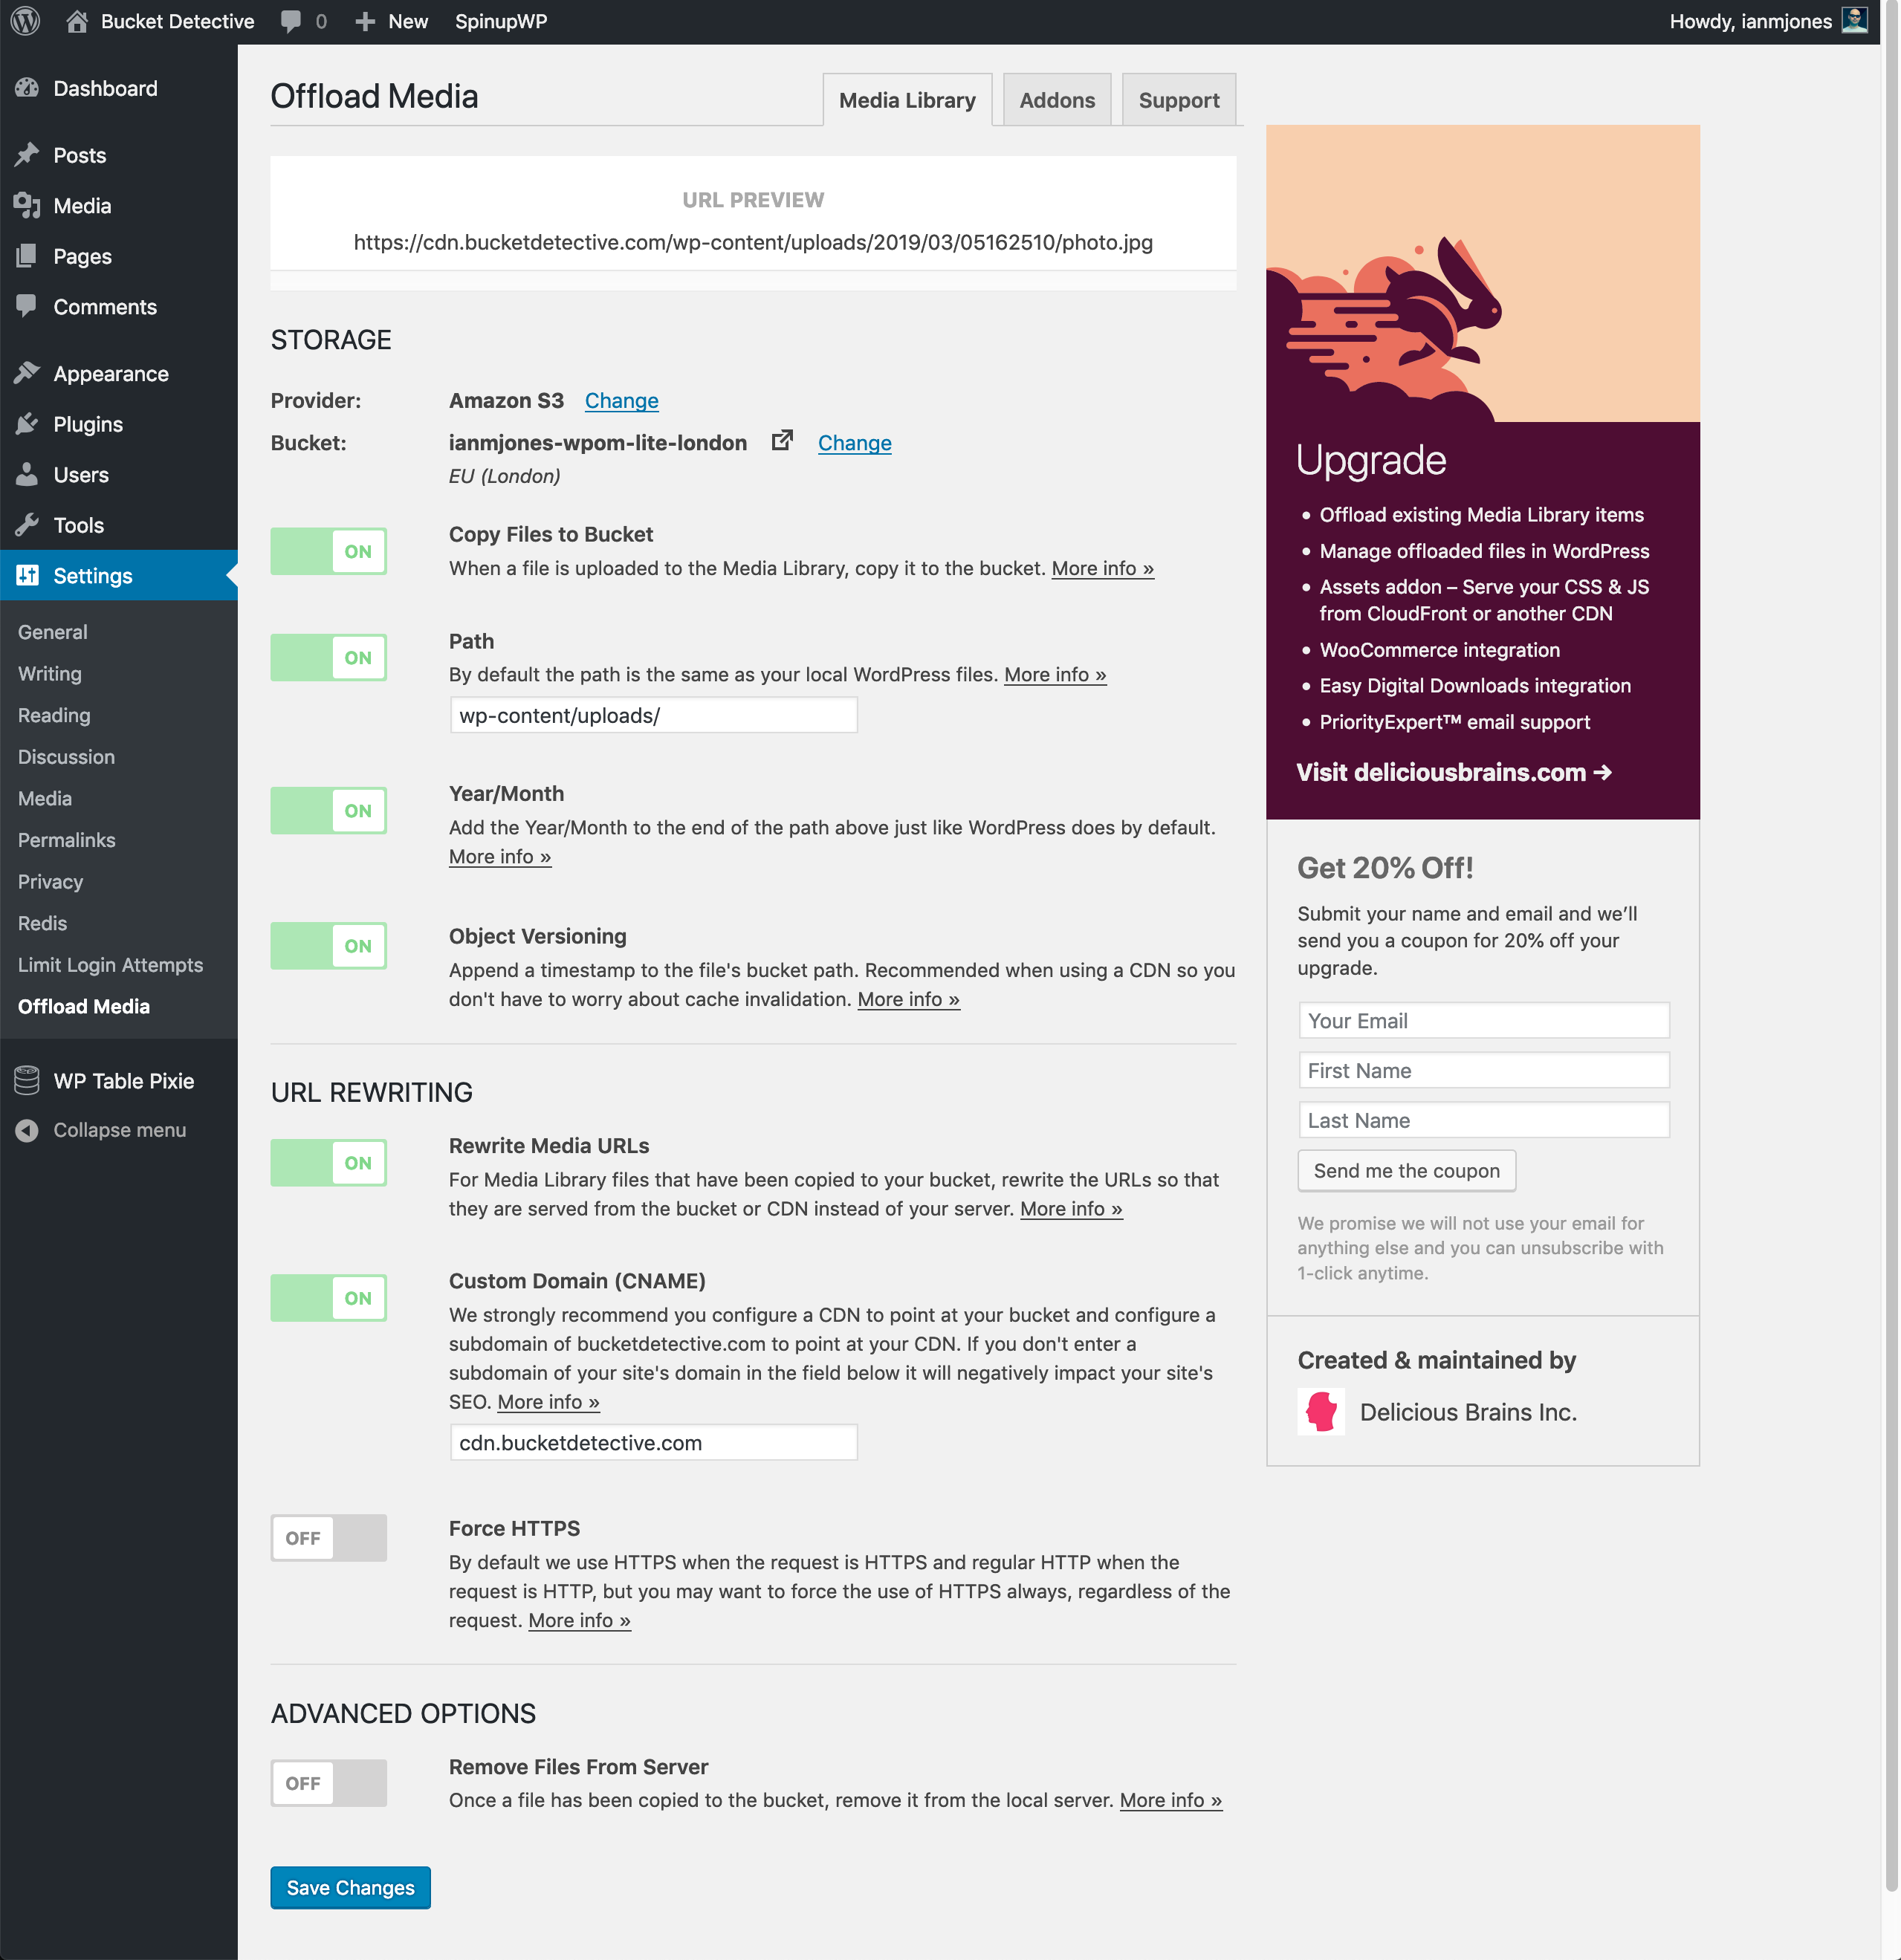 Bucket Detective 0 New SpinupWP Howdy, ianmjones
Dashboard
Posts
Media
Pages
Comments
Appearance
Plugins
Users
Tools
Settings
General
Writing
Reading
Discussion
Media
Permalinks
Privacy
Redis
Limit Login Attempts
Offload Media
WP Table Pixie
Collapse menu
Offload Media
Media Library Addons Support
URL PREVIEW
https://cdn.bucketdetective.com/wp-content/uploads/2019/03/05162510/photo.jpg
STORAGE
Provider: Amazon S3 Change
Bucket: ianmjones-wpom-lite-london Change
EU (London)
ON Copy Files to Bucket
When a file is uploaded to the Media Library, copy it to the bucket. More info »
ON Path
By default the path is the same as your local WordPress files. More info »
wp-content/uploads/
ON Year/Month
Add the Year/Month to the end of the path above just like WordPress does by default.
More info »
ON Object Versioning
Append a timestamp to the file's bucket path. Recommended when using a CDN so you
don't have to worry about cache invalidation. More info »
URL REWRITING
ON Rewrite Media URLs
For Media Library files that have been copied to your bucket, rewrite the URLs so that
they are served from the bucket or CDN instead of your server. More info »
ON Custom Domain (CNAME)
We strongly recommend you configure a CDN to point at your bucket and configure a
subdomain of bucketdetective.com to point at your CDN. If you don't enter a
subdomain of your site's domain in the field below it will negatively impact your site's
SEO. More info »
cdn.bucketdetective.com
OFF Force HTTPS
By default we use HTTPS when the request is HTTPS and regular HTTP when the
request is HTTP, but you may want to force the use of HTTPS always, regardless of the
request. More info »
ADVANCED OPTIONS
OFF Remove Files From Server
Once a file has been copied to the bucket, remove it from the local server. More info »
Save Changes
Upgrade
• Offload existing Media Library items
• Manage offloaded files in WordPress
• Assets addon – Serve your CSS & JS
from CloudFront or another CDN
• WooCommerce integration
• Easy Digital Downloads integration
• PriorityExpert™ email support
Visit deliciousbrains.com →
Get 20% Off!
Submit your name and email and we’ll
send you a coupon for 20% off your
upgrade.
Your Email
First Name
Last Name
Send me the coupon
We promise we will not use your email for
anything else and you can unsubscribe with
1-click anytime.
Created & maintained by
Delicious Brains Inc.